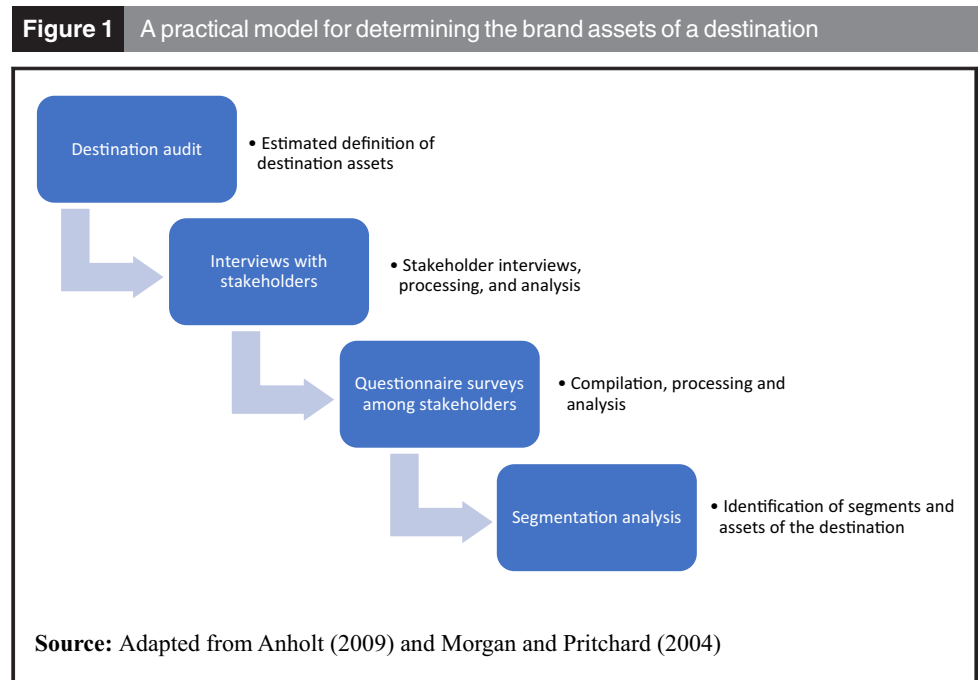 Figure 1 A practical model for determining the brand assets of a destination
Destination audit
• Estimated definition of
destination assets
Interviews with
stakeholders
• Stakeholder interviews,
processing, and analysis
Questionnaire surveys
among stakeholders
• Compilation, processing and
analysis
Segmentation analysis
• Identification of segments and
assets of the destination
Source: Adapted from Anholt (2009) and Morgan and Pritchard (2004)